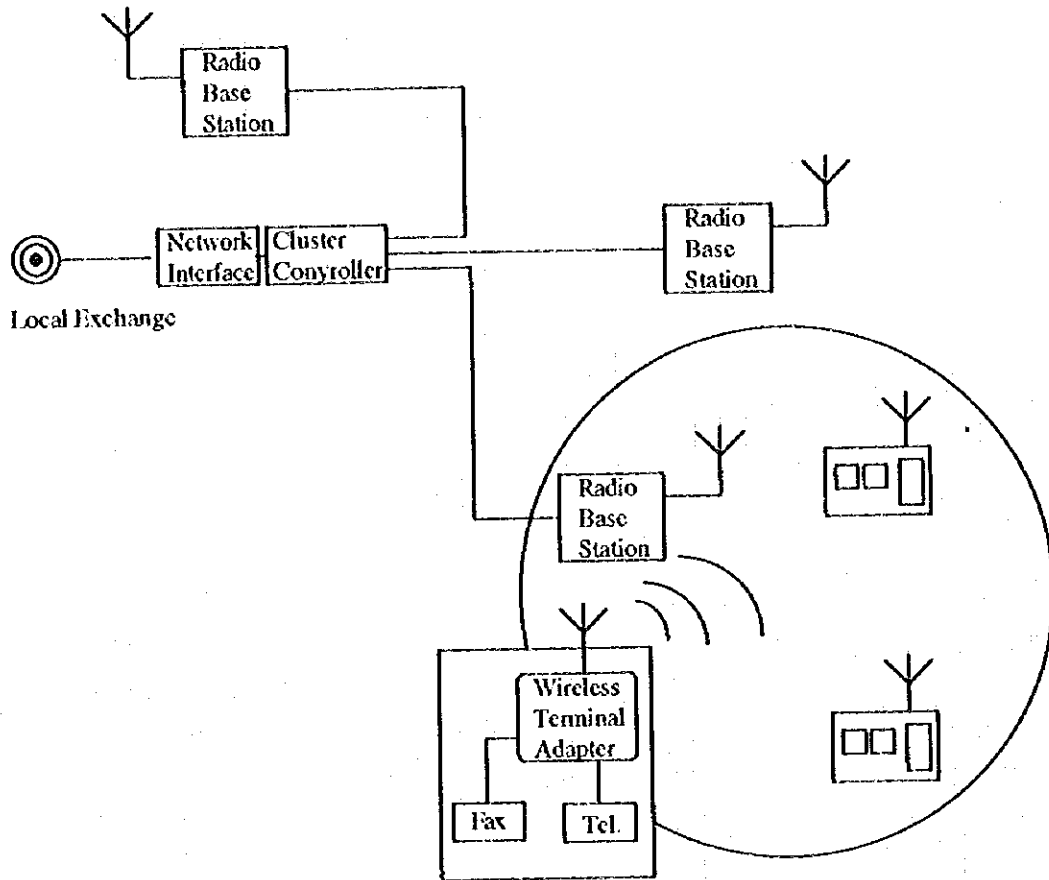 Radio
Base
Station
Network
Interface
Cluster
Conyroller
Radio
Base
Station
Local Exchange
Radio
Base
Station
Wireless
Terminal
Adapter
Fax
Tel.